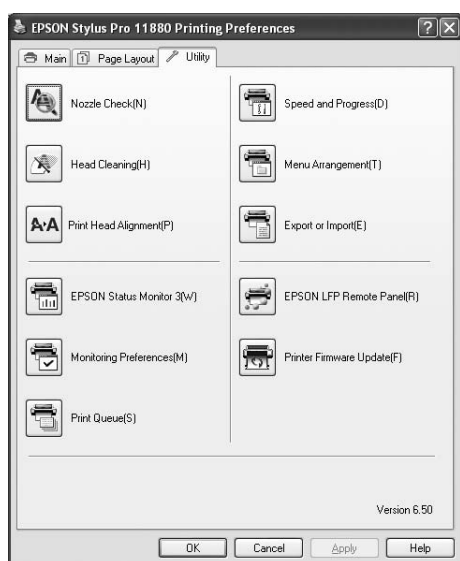 EPSON Stylus Pro 11880 Printing Preferences
Main Page Layout Utility
Nozzle Check(N)
Head Cleaning(H)
Print Head Alignment(P)
EPSON Status Monitor 3(W)
Monitoring Preferences(M)
Print Queue(S)
Speed and Progress(D)
Menu Arrangement(T)
Export or Import(E)
EPSON LFP Remote Panel(R)
Printer Firmware Update(F)
Version 6.50
OK Cancel Apply Help